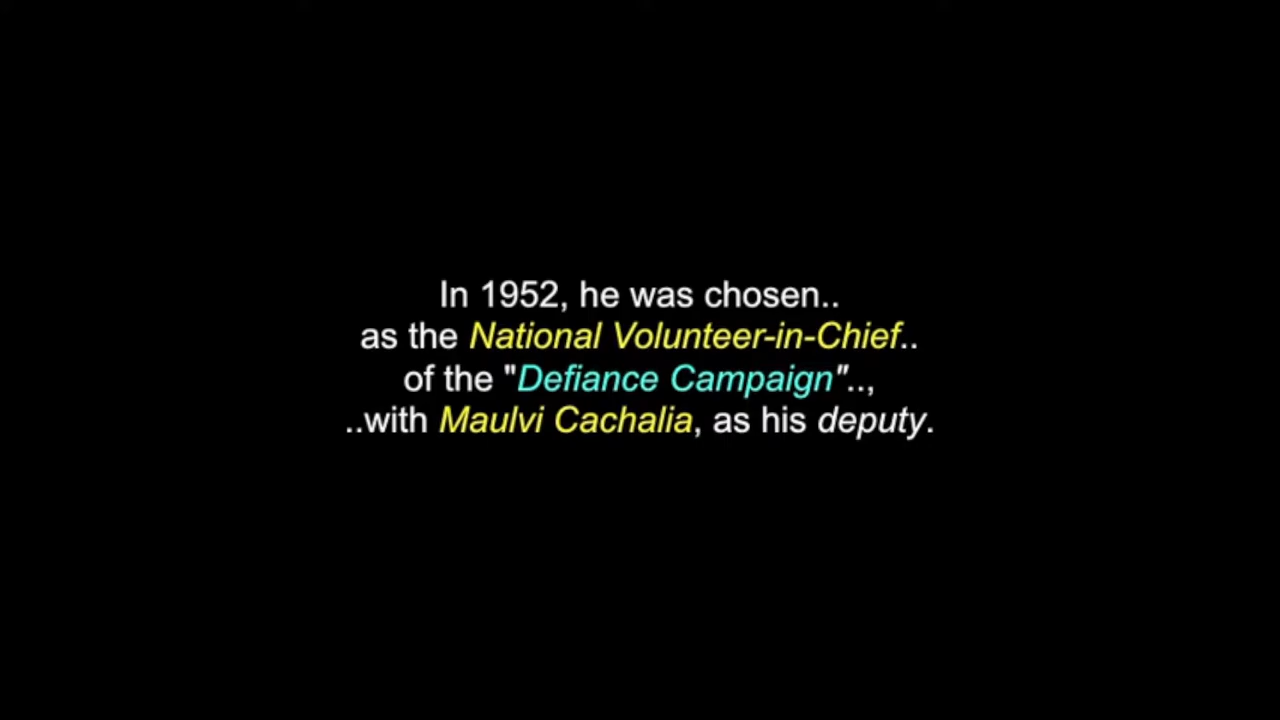 In 1952, he was chosen..
as the National Volunteer-in-Chief..
of the "Defiance Campaign"..,
..with Maulvi Cachalia, as his deputy.